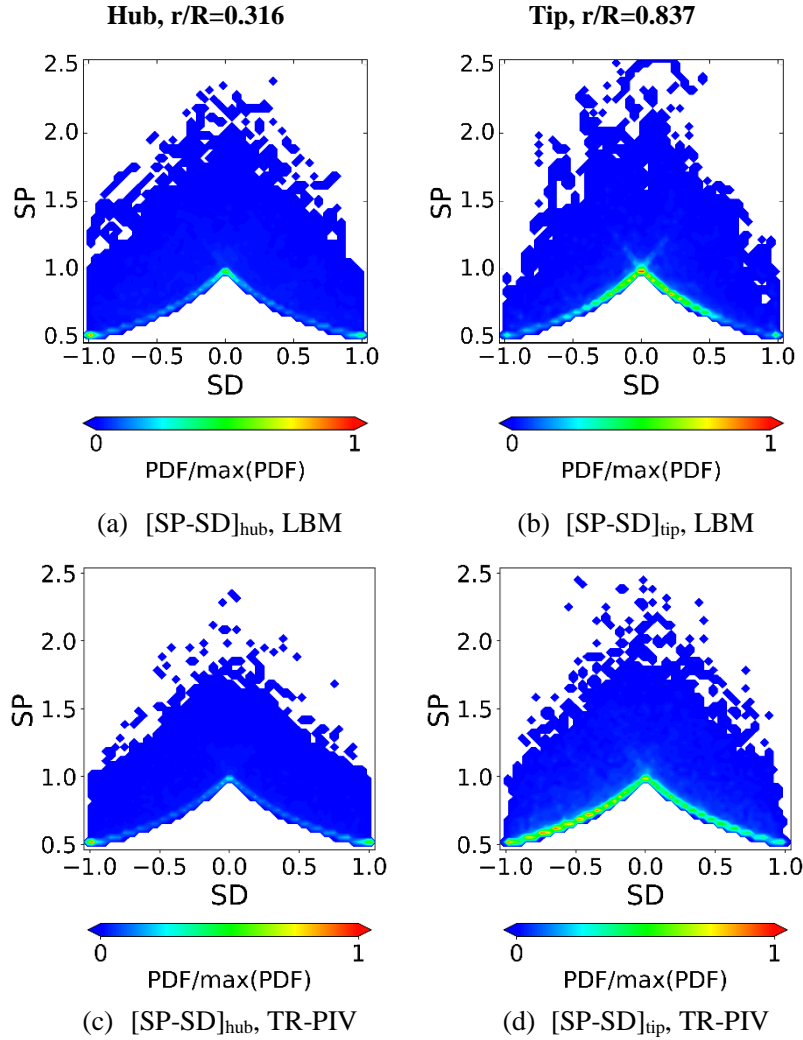 Hub, r/R=0.316
Tip, r/R=0.837
2.5
2.0
1.5
1.0
0.5
SP
−1.0 −0.5 0.0 0.5 1.0
SD
0 1
PDF/max(PDF)
(a) [SP-SD]hub, LBM
2.5
2.0
1.5
1.0
0.5
SP
−1.0 −0.5 0.0 0.5 1.0
SD
0 1
PDF/max(PDF)
(b) [SP-SD]tip, LBM
2.5
2.0
1.5
1.0
0.5
SP
−1.0 −0.5 0.0 0.5 1.0
SD
0 1
PDF/max(PDF)
(c) [SP-SD]hub, TR-PIV
2.5
2.0
1.5
1.0
0.5
SP
−1.0 −0.5 0.0 0.5 1.0
SD
0 1
PDF/max(PDF)
(d) [SP-SD]tip, TR-PIV